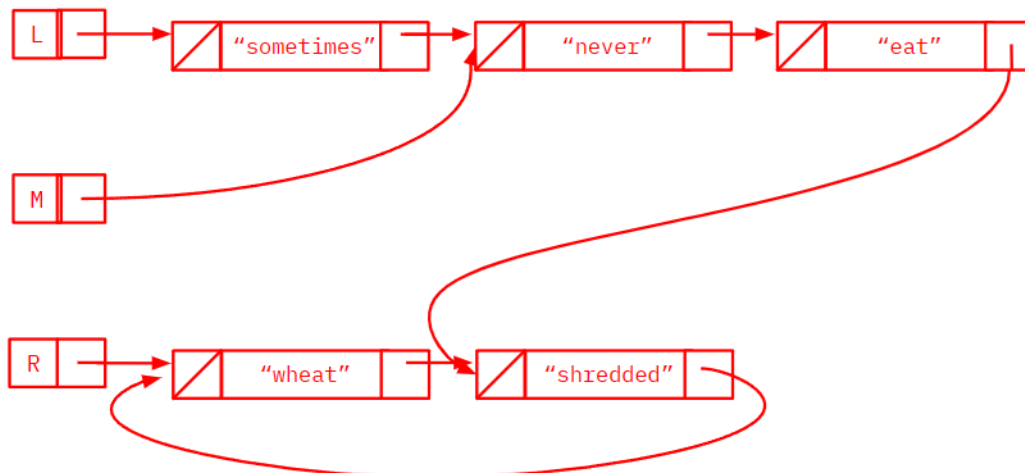 L “sometimes” “never” “eat”
M
R “wheat” “shredded”